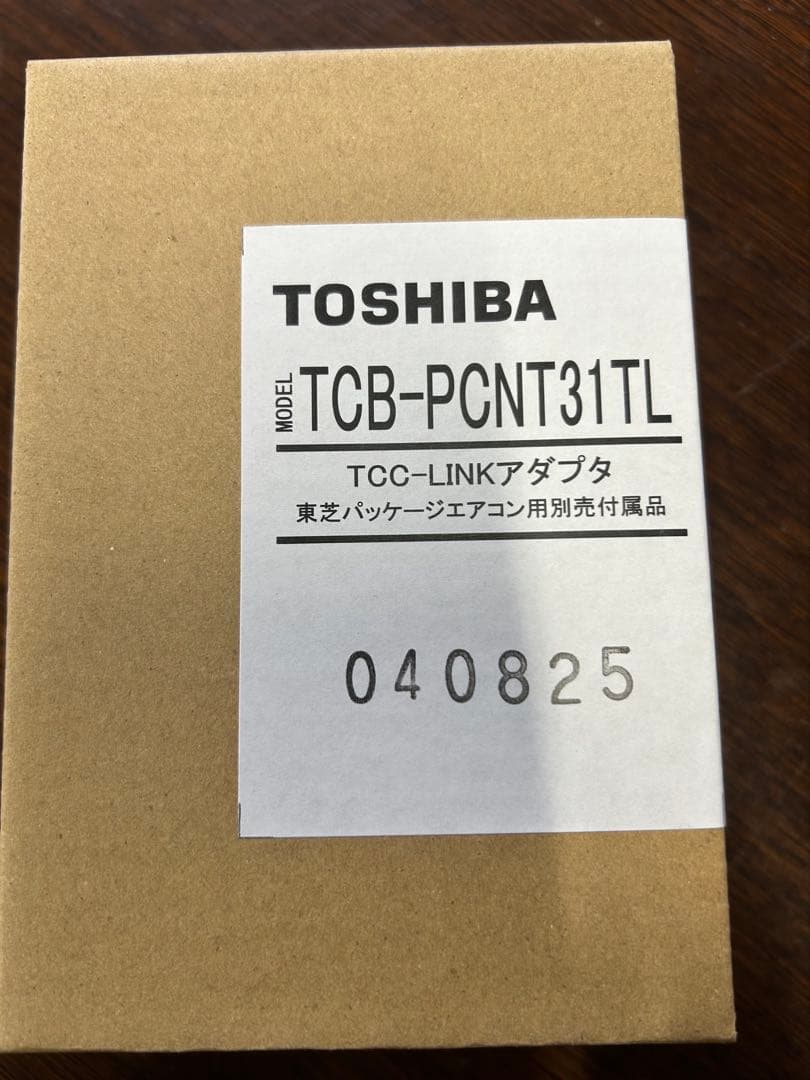 TOSHIBA
MODEL TCB-PCNT31TL
TCC-LINKアダプタ
東芝パッケージエアコン用別売付属品
040825